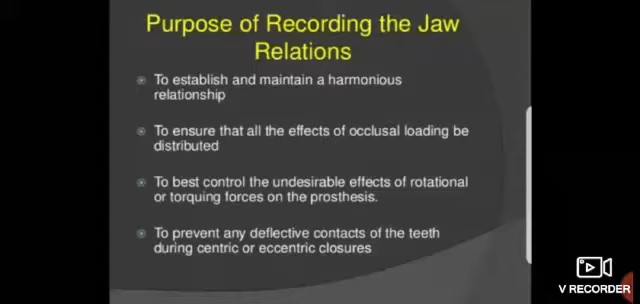 Purpose of Recording the Jaw
Relations
To establish and maintain a harmonious
relationship
To ensure that all the effects of occlusal loading be
distributed
To best control the undesirable effects of rotational
or torquing forces on the prosthesis.
To prevent any deflective contacts of the teeth
during centric or eccentric closures
V RECORDER